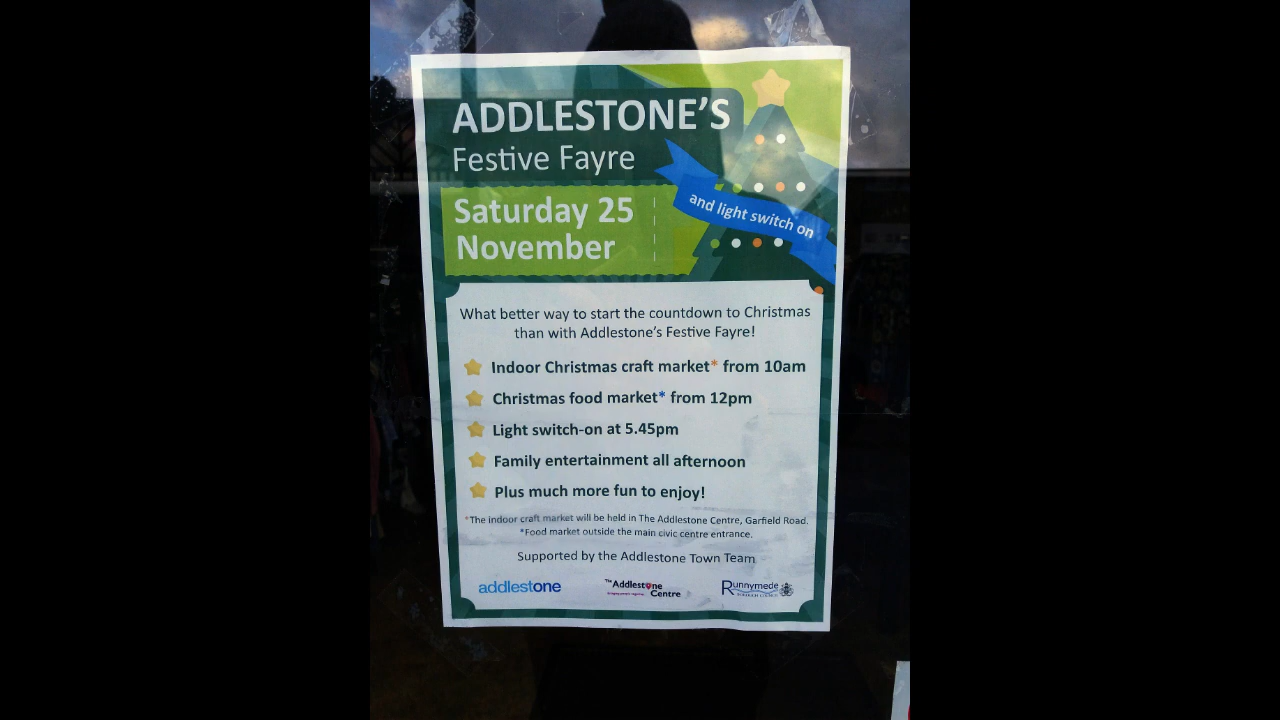 ADDLESTONE'S
Festive Fayre
Saturday 25
November
and light switch on
What better way to start the countdown to Christmas
than with Addlestone's Festive Fayre!
Indoor Christmas craft market* from 10am
Christmas food market* from 12pm
Light switch-on at 5.45pm
Family entertainment all afternoon
Plus much more fun to enjoy!
*The indoor craft market will be held in The Addlestone Centre, Garfield Road.
*Food market outside the main civic centre entrance.
Supported by the Addlestone Town Team
addlestone
The Addlestone
Centre
Runnymede
BOROUGH COUNCIL